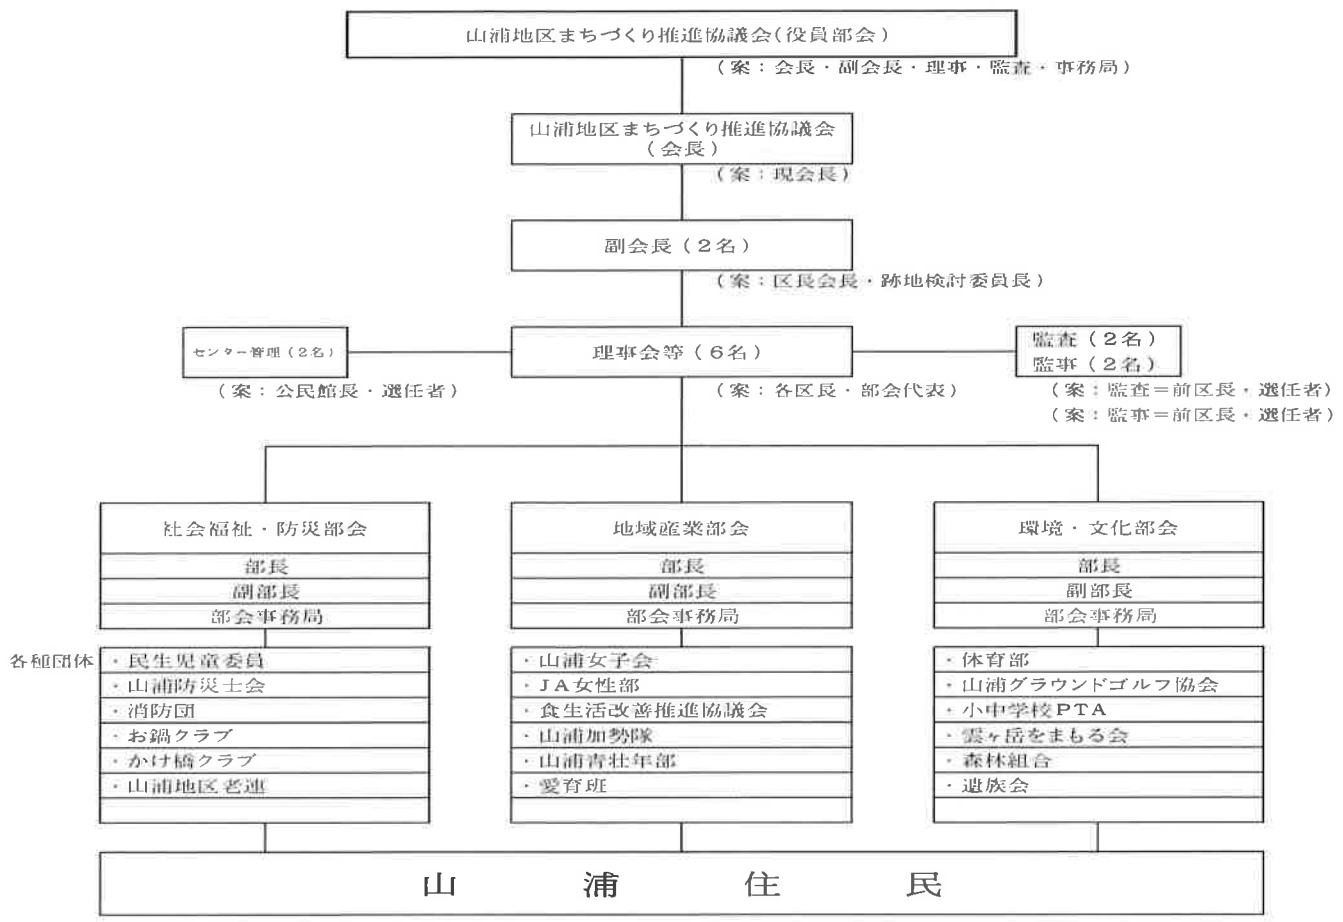 山浦地区まちづくり推進協議会（役員部会）
（案：会長・副会長・理事・監査・事務局）
山浦地区まちづくり推進協議会
（会長）
（案：現会長）
副会長（2名）
（案：区長会長・跡地検討委員長）
センター管理（2名）
（案：公民館長・選任者）
理事会等（6名）
（案：各区長・部会代表）
監査（2名）
監事（2名）
（案：監査＝前区長・選任者）
（案：監事＝前区長・選任者）
社会福祉・防災部会
部長
副部長
部会事務局
地域産業部会
部長
副部長
部会事務局
環境・文化部会
部長
副部長
部会事務局
各種団体
・民生児童委員
・山浦防災士会
・消防団
・お鍋クラブ
・かけ橋クラブ
・山浦地区老連
・山浦女子会
・JA女性部
・食生活改善推進協議会
・山浦加勢隊
・山浦青壮年部
・愛育班
・体育部
・山浦グラウンドゴルフ協会
・小中学校PTA
・雲ヶ岳をまもる会
・森林組合
・遺族会
山浦住民